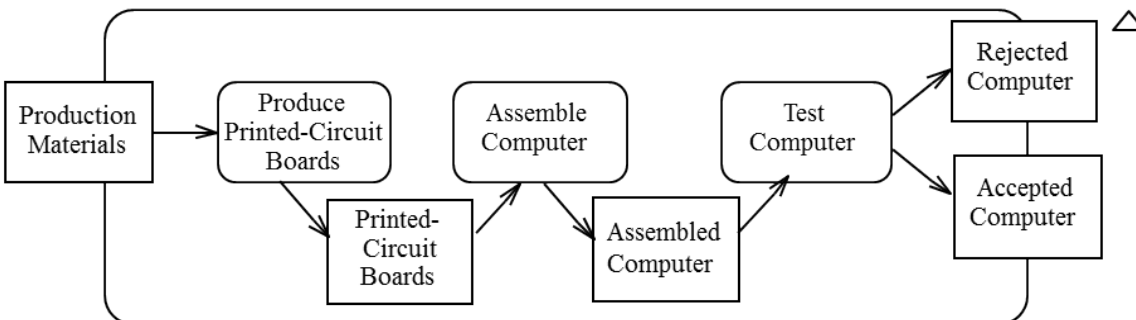 Production
Materials
Produce
Printed-Circuit
Boards
Printed-
Circuit
Boards
Assemble
Computer
Assembled
Computer
Test
Computer
Rejected
Computer
Accepted
Computer